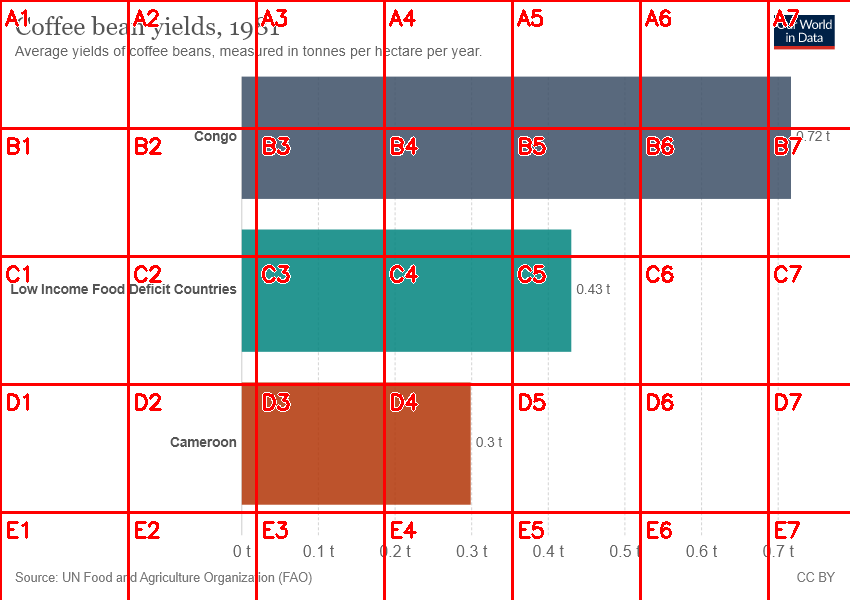 A1 A2 A3 A4 A5 A6 A7
Coffee bean yields, 1981
Our World
in Data
Average yields of coffee beans, measured in tonnes per hectare per year.
Congo
0.72 t
B1 B2 B3 B4 B5 B6 B7
C1 C2 C3 C4 C5 C6 C7
Low Income Food Deficit Countries
0.43 t
D1 D2 D3 D4 D5 D6 D7
Cameroon
0.3 t
E1 E2 E3 E4 E5 E6 E7
0 t 0.1 t 0.2 t 0.3 t 0.4 t 0.5 t 0.6 t 0.7 t
Source: UN Food and Agriculture Organization (FAO)
CC BY